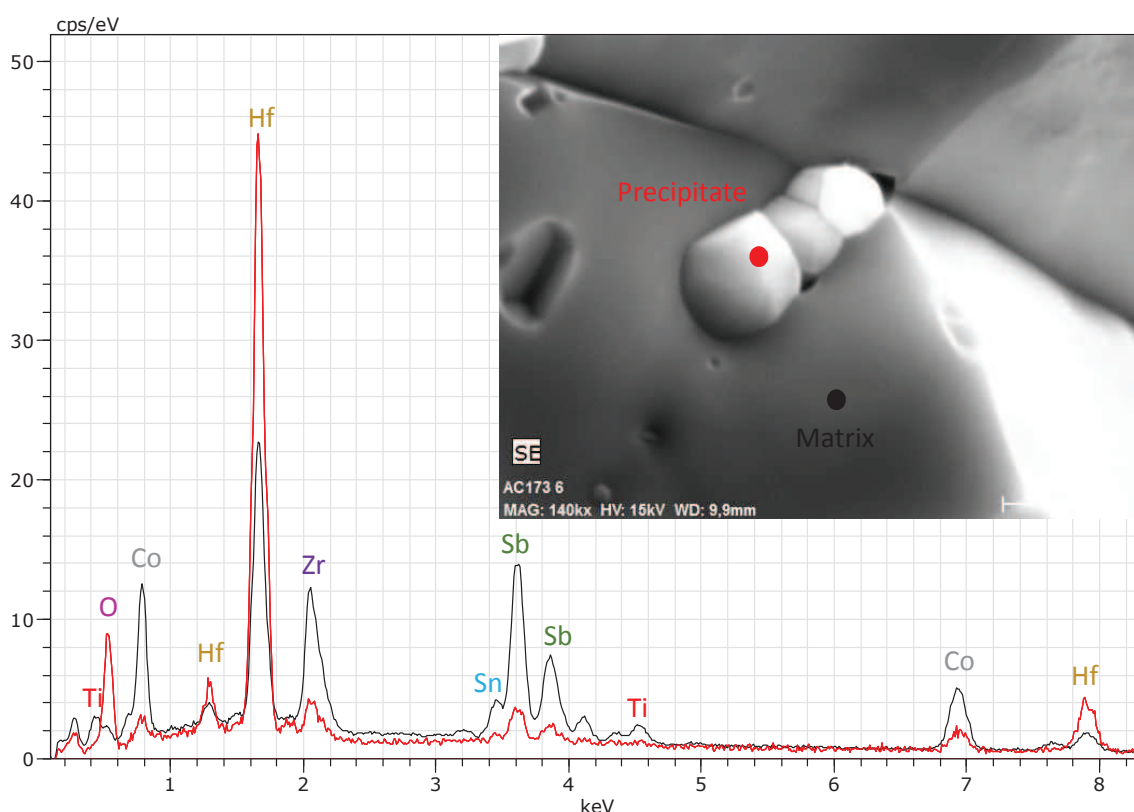 cps/eV
50
40
30
20
10
0
Hf
Co
O
Ti
Hf
Zr
Sb
Sb
Sn
Ti
Co
Hf
Precipitate
Matrix
SE
AC173 6
MAG: 140kx HV: 15kV WD: 9,9mm
1 2 3 4 5 6 7 8
keV